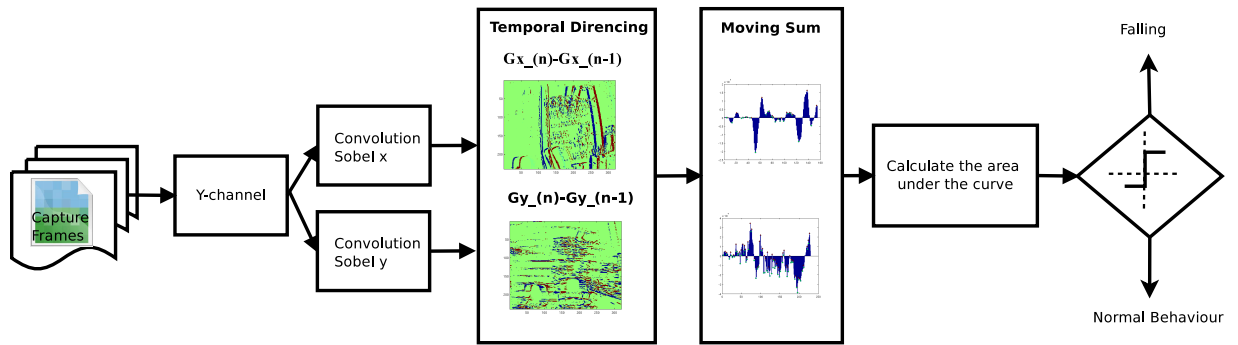 Capture
Frames
Y-channel
Convolution
Sobel x
Convolution
Sobel y
Temporal Direncing
Gx_(n)-Gx_(n-1)
Gy_(n)-Gy_(n-1)
Moving Sum
Calculate the area
under the curve
Falling
Normal Behaviour